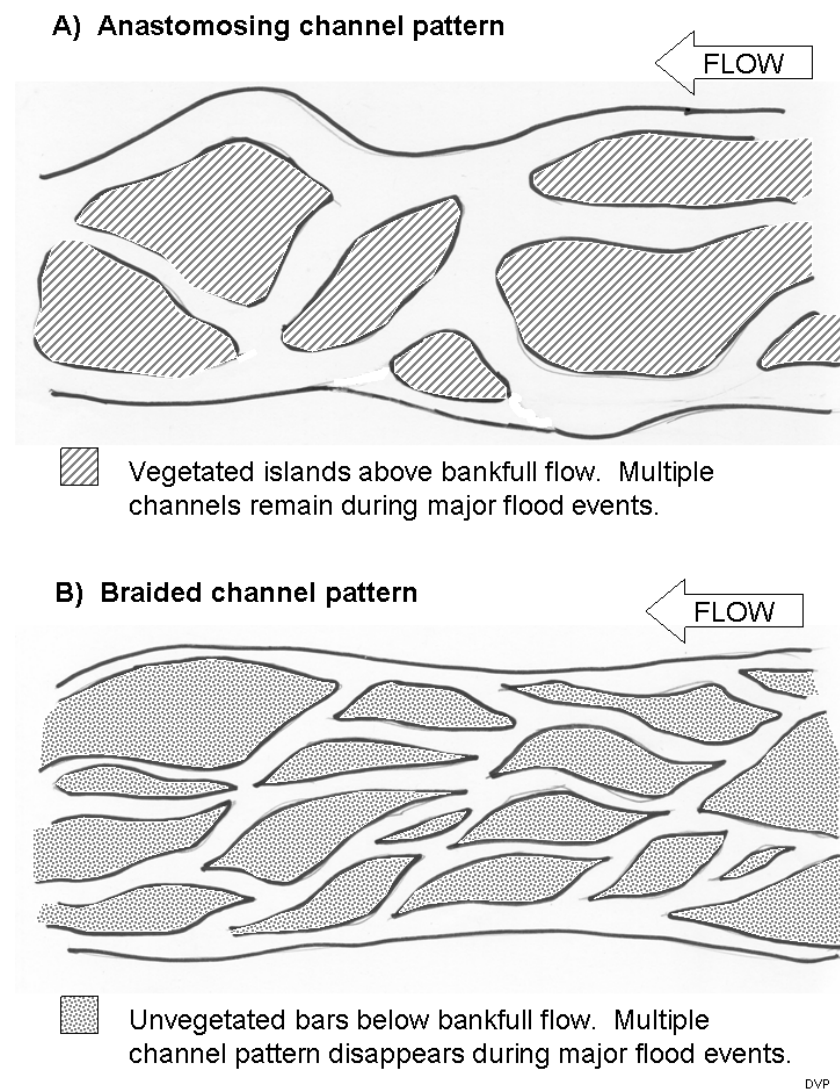 A) Anastomosing channel pattern
FLOW
Vegetated islands above bankfull flow. Multiple
channels remain during major flood events.
B) Braided channel pattern
FLOW
Unvegetated bars below bankfull flow. Multiple
channel pattern disappears during major flood events.
DVP